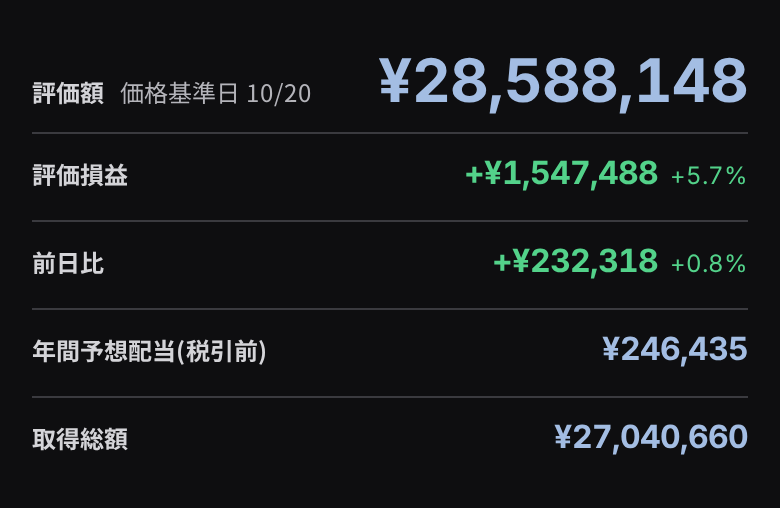 評価額 価格基準日 10/20 ¥28,588,148
評価損益 +¥1,547,488 +5.7%
前日比 +¥232,318 +0.8%
年間予想配当(税引前) ¥246,435
取得総額 ¥27,040,660